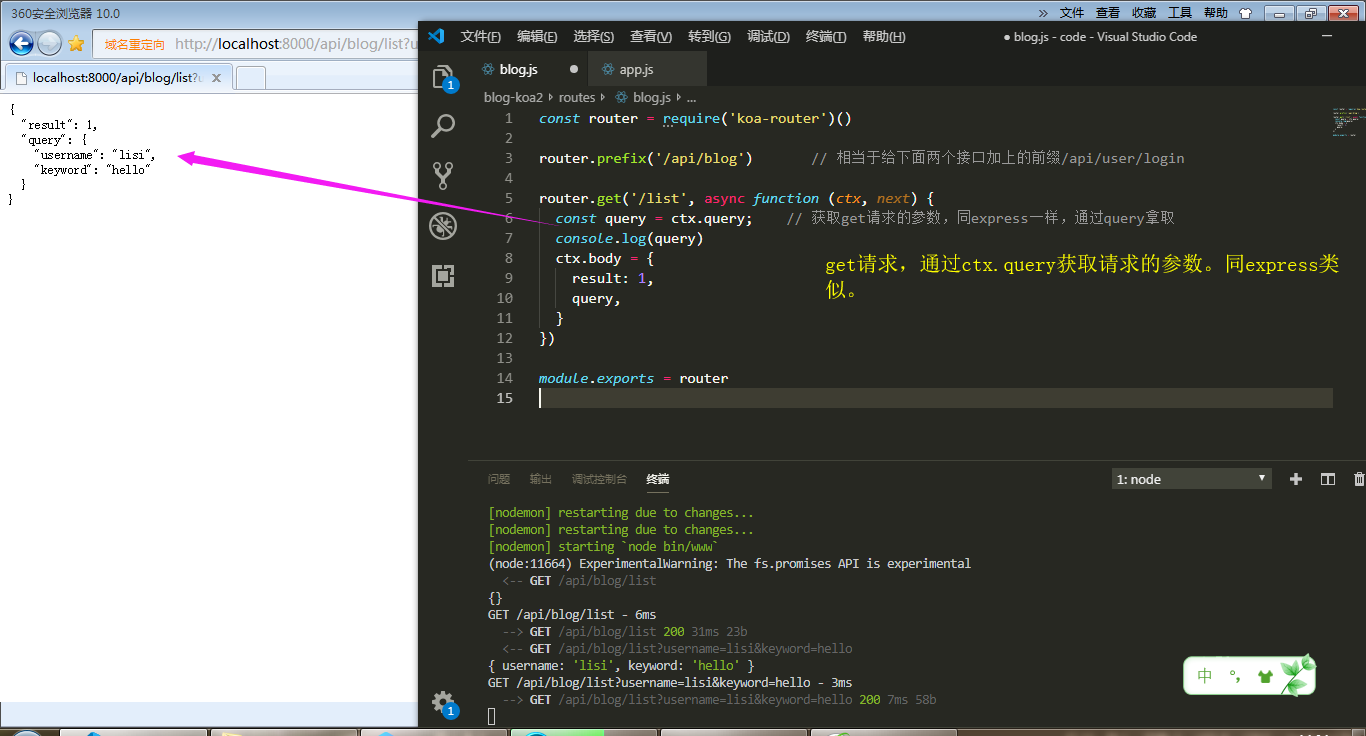 360安全浏览器 10.0
» 文件 查看 收藏 工具 帮助
域名重定向 http://localhost:8000/api/blog/list?u
localhost:8000/api/blog/list?u
{
"result": 1,
"query": {
"username": "lisi",
"keyword": "hello"
}
}
文件(F) 编辑(E) 选择(S) 查看(V) 转到(G) 调试(D) 终端(T) 帮助(H) ● blog.js - code - Visual Studio Code
1
blog.js ● app.js
blog-koa2 › routes › blog.js › ...
1 const router = require('koa-router')()
2
3 router.prefix('/api/blog') // 相当于给下面两个接口加上的前缀/api/user/login
4
5 router.get('/list', async function (ctx, next) {
6 const query = ctx.query; // 获取get请求的参数，同express一样，通过query拿取
7 console.log(query)
8 ctx.body = {
9 result: 1,
10 query,
11 }
12 })
13
14 module.exports = router
15
get请求，通过ctx.query获取请求的参数。同express类
似。
问题 输出 调试控制台 终端 1: node
[nodemon] restarting due to changes...
[nodemon] restarting due to changes...
[nodemon] starting `node bin/www`
(node:11664) ExperimentalWarning: The fs.promises API is experimental
<-- GET /api/blog/list
{}
GET /api/blog/list - 6ms
--> GET /api/blog/list 200 31ms 23b
<-- GET /api/blog/list?username=lisi&keyword=hello
{ username: 'lisi', keyword: 'hello' }
GET /api/blog/list?username=lisi&keyword=hello - 3ms
--> GET /api/blog/list?username=lisi&keyword=hello 200 7ms 58b
1
中 °，